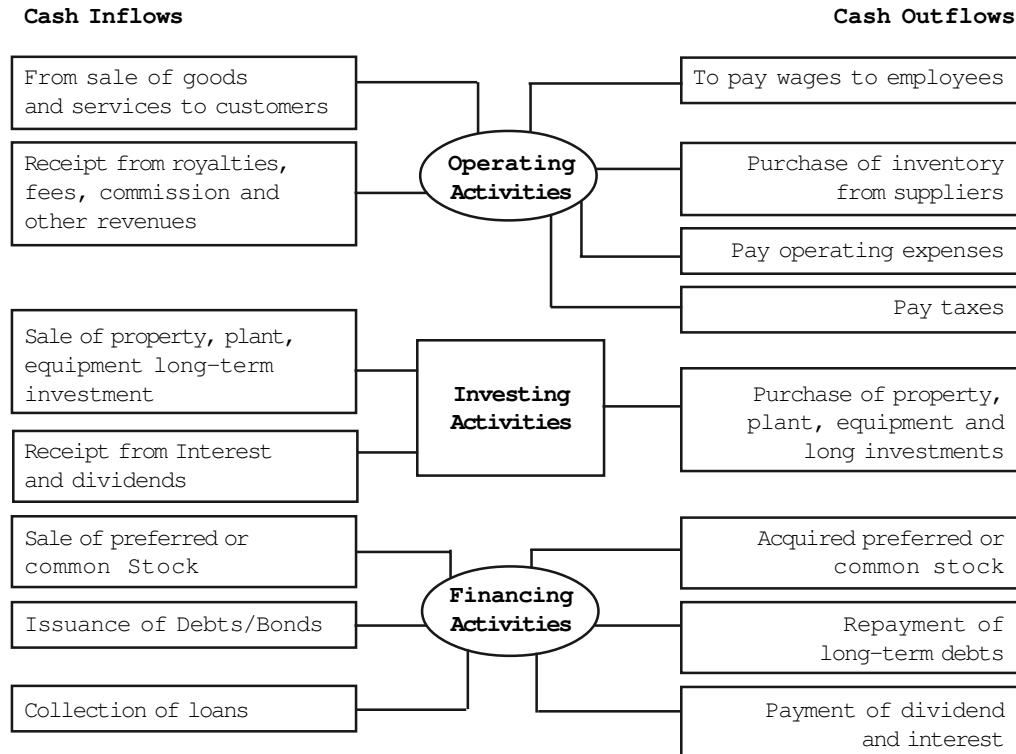 Cash Inflows
Cash Outflows
From sale of goods
and services to customers
Receipt from royalties,
fees, commission and
other revenues
Operating
Activities
To pay wages to employees
Purchase of inventory
from suppliers
Pay operating expenses
Pay taxes
Sale of property, plant,
equipment long-term
investment
Receipt from Interest
and dividends
Investing
Activities
Purchase of property,
plant, equipment and
long investments
Sale of preferred or
common Stock
Issuance of Debts/Bonds
Collection of loans
Financing
Activities
Acquired preferred or
common stock
Repayment of
long-term debts
Payment of dividend
and interest